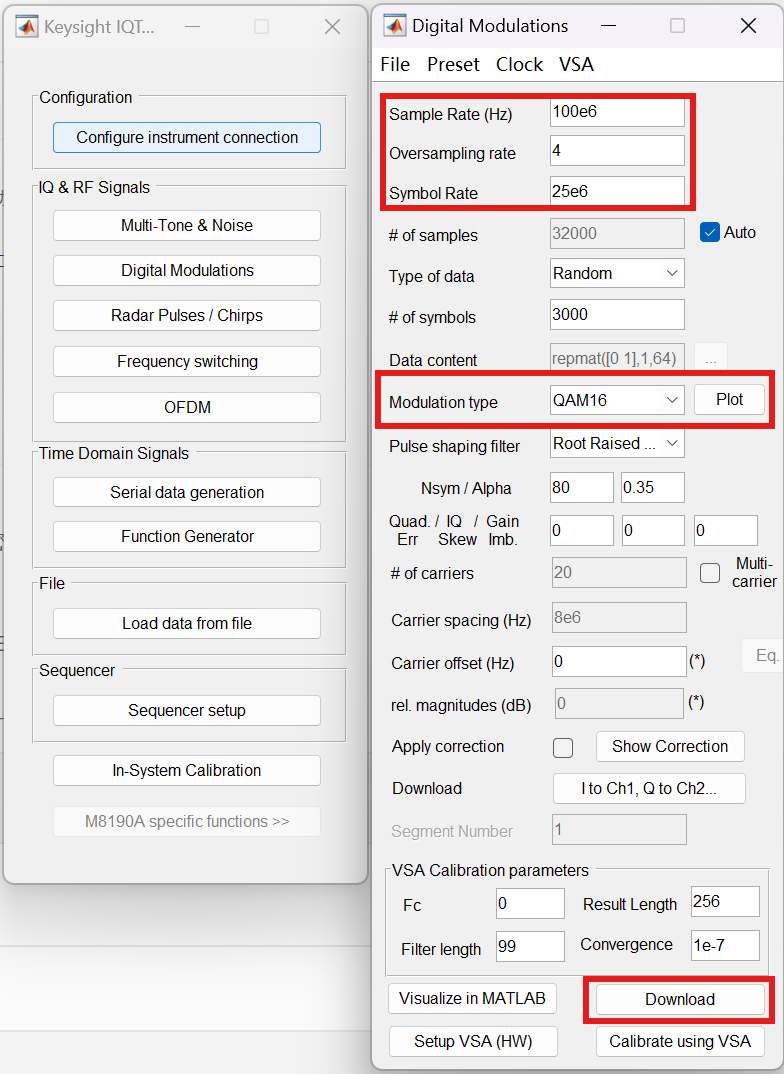 Keysight IQT...
Configuration
Configure instrument connection
IQ & RF Signals
Multi-Tone & Noise
Digital Modulations
Radar Pulses / Chirps
Frequency switching
OFDM
Time Domain Signals
Serial data generation
Function Generator
File
Load data from file
Sequencer
Sequencer setup
In-System Calibration
M8190A specific functions >>
Digital Modulations
File Preset Clock VSA
Sample Rate (Hz) 100e6
Oversampling rate 4
Symbol Rate 25e6
# of samples 32000 Auto
Type of data Random
# of symbols 3000
Data content repmat([0 1],1,64) ...
Modulation type QAM16 Plot
Pulse shaping filter Root Raised ...
Nsym / Alpha 80 0.35
Quad. / IQ / Gain
Err Skew Imb. 0 0 0
# of carriers 20 Multi-
carrier
Carrier spacing (Hz) 8e6
Carrier offset (Hz) 0 (*) Eq.
rel. magnitudes (dB) 0 (*)
Apply correction Show Correction
Download I to Ch1, Q to Ch2...
Segment Number 1
VSA Calibration parameters
Fc 0 Result Length 256
Filter length 99 Convergence 1e-7
Visualize in MATLAB Download
Setup VSA (HW) Calibrate using VSA